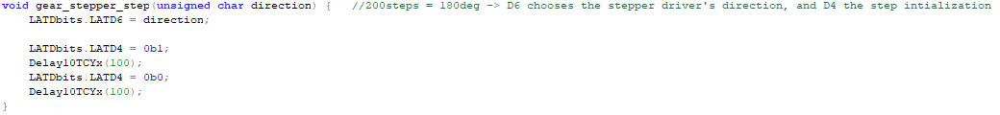 void gear_stepper_step(unsigned char direction) {   //200steps = 180deg -> D6 chooses the stepper driver's direction, and D4 the step intialization
    LATDbits.LATD6 = direction;

    LATDbits.LATD4 = 0b1;
    Delay10TCYx(100);
    LATDbits.LATD4 = 0b0;
    Delay10TCYx(100);
}